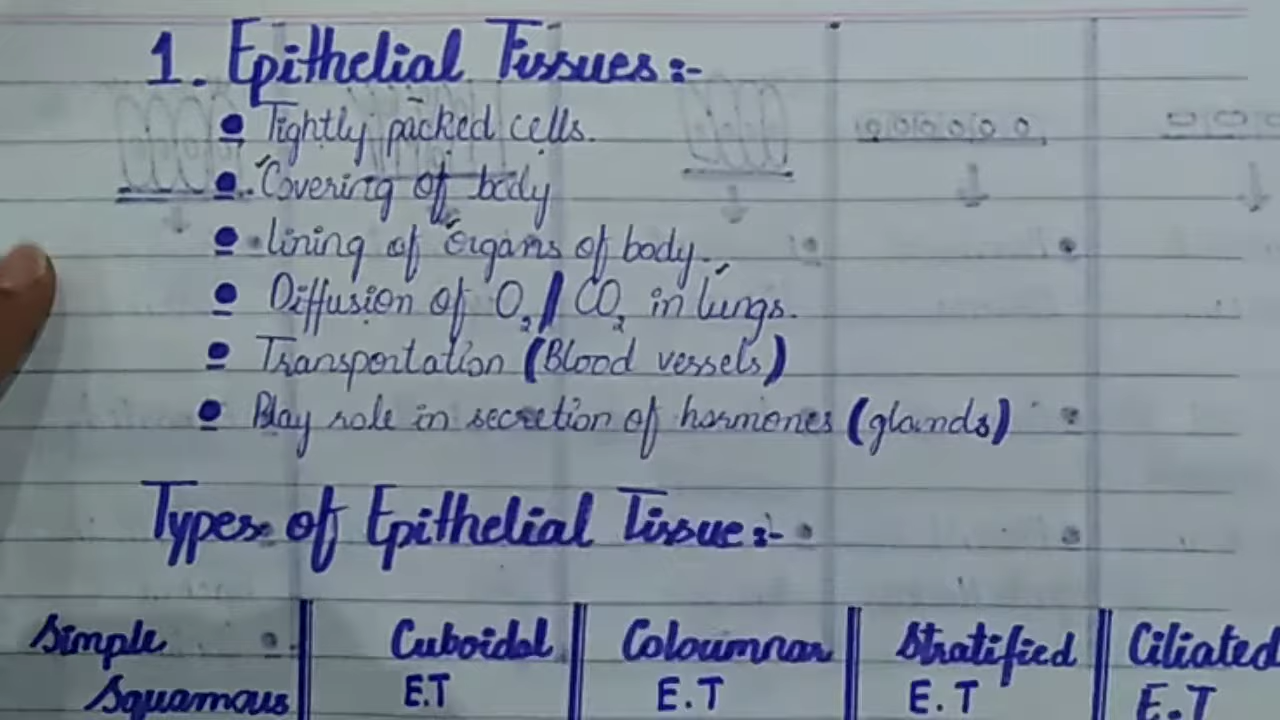 1. Epithelial Tissues:-
• Tightly packed cells.
• Covering of body
• lining of organs of body.
• Diffusion of O₂/CO₂ in lungs.
• Transportation (Blood vessels)
• Play role in secretion of hormones (glands)
Types of Epithelial Tissue:-
Simple Cuboidal Coloumnar Stratified Ciliated
Squamous E.T E.T E.T E.T